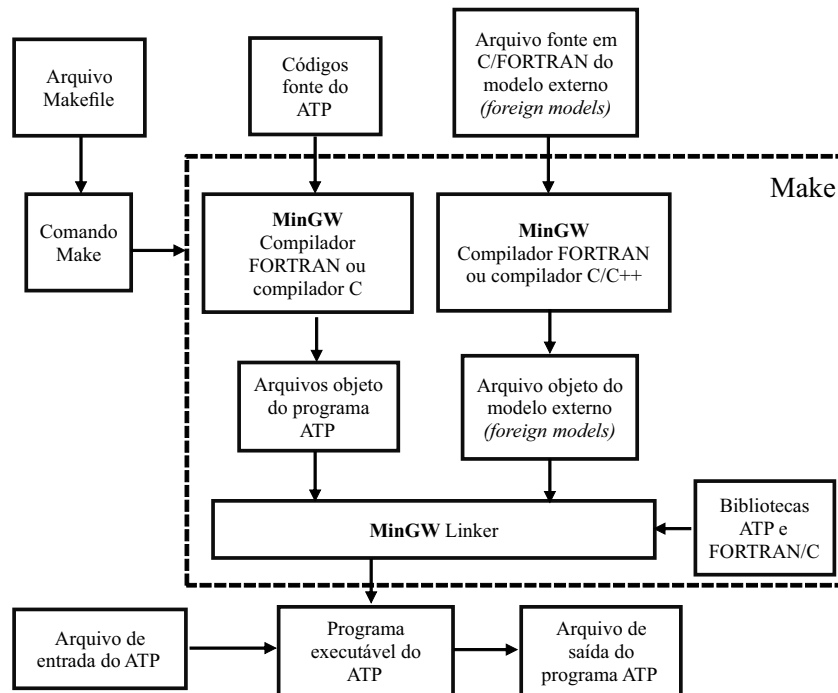 Arquivo
Makefile
Códigos
fonte do
ATP
Arquivo fonte em
C/FORTRAN do
modelo externo
(foreign models)
Make
Comando
Make
MinGW
Compilador
FORTRAN ou
compilador C
MinGW
Compilador FORTRAN
ou compilador C/C++
Arquivos objeto
do programa
ATP
Arquivo objeto do
modelo externo
(foreign models)
MinGW Linker
Bibliotecas
ATP e
FORTRAN/C
Arquivo de
entrada do ATP
Programa
executável do
ATP
Arquivo de
saída do
programa ATP